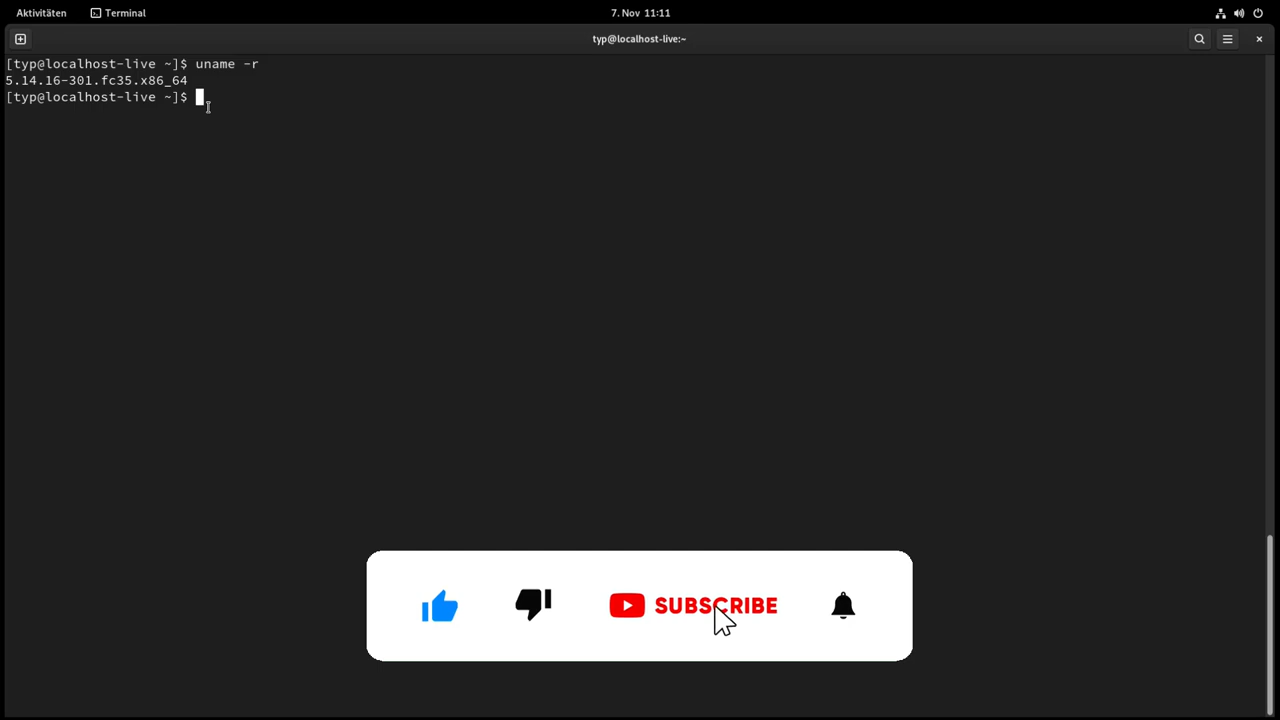 Aktivitäten
Terminal
7. Nov 11:11
typ@localhost-live:~
[typ@localhost-live ~]$ uname -r
5.14.16-301.fc35.x86_64
[typ@localhost-live ~]$
SUBSCRIBE